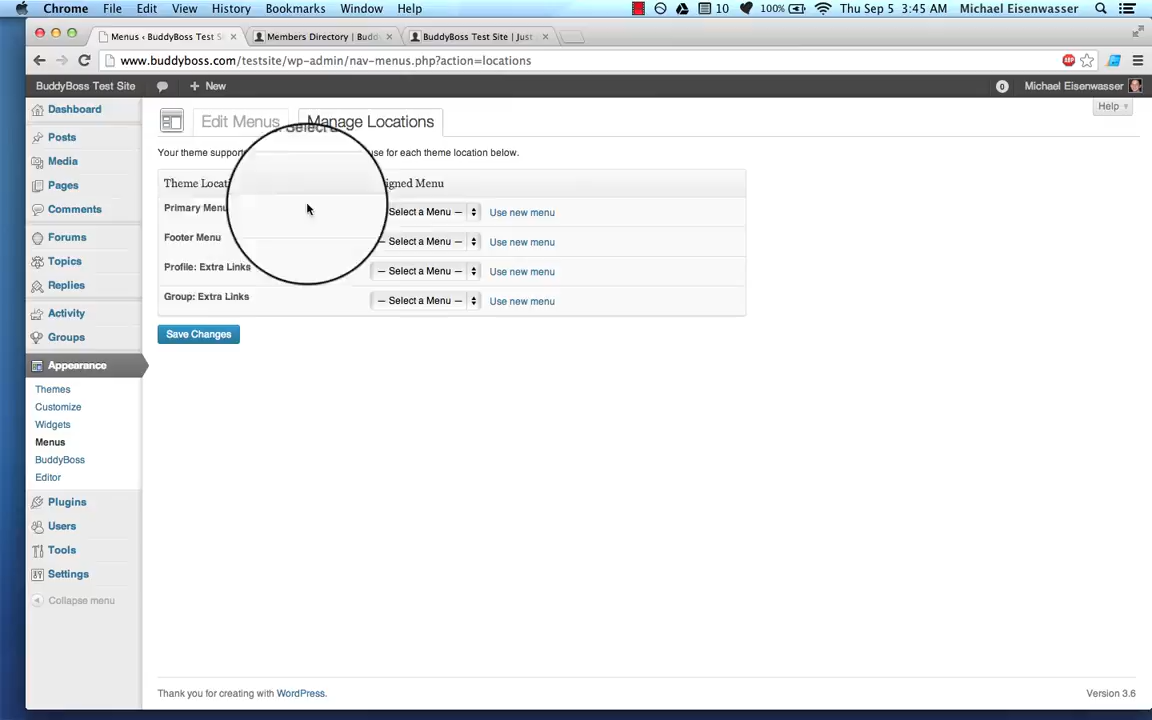 Chrome File Edit View History Bookmarks Window Help 10 100% Thu Sep 5 3:45 AM Michael Eisenwasser
Menus ‹ BuddyBoss Test Si Members Directory | Budd BuddyBoss Test Site | Just
www.buddyboss.com/testsite/wp-admin/nav-menus.php?action=locations
BuddyBoss Test Site + New 0 Michael Eisenwasser
Help
Edit Menus Manage Locations
Select a
Your theme supports use for each theme location below.
Theme Locati igned Menu
Primary Menu Select a Menu — Use new menu
Footer Menu — Select a Menu — Use new menu
Profile: Extra Links — Select a Menu — Use new menu
Group: Extra Links — Select a Menu — Use new menu
Save Changes
Dashboard
Posts
Media
Pages
Comments
Forums
Topics
Replies
Activity
Groups
Appearance
Themes
Customize
Widgets
Menus
BuddyBoss
Editor
Plugins
Users
Tools
Settings
Collapse menu
Thank you for creating with WordPress. Version 3.6